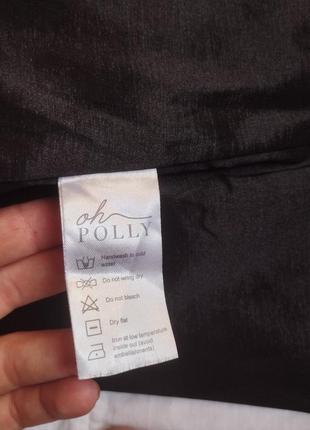 oh
POLLY
Handwash in cold
water
Do not wring dry
Do not bleach
Dry flat
Iron at low temperature
inside out (avoid
embellishments)